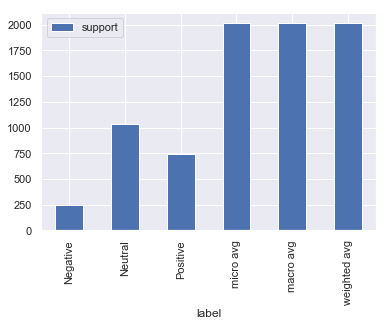 support
2000
1750
1500
1250
1000
750
500
250
0
Negative
Neutral
Positive
micro avg
macro avg
weighted avg
label